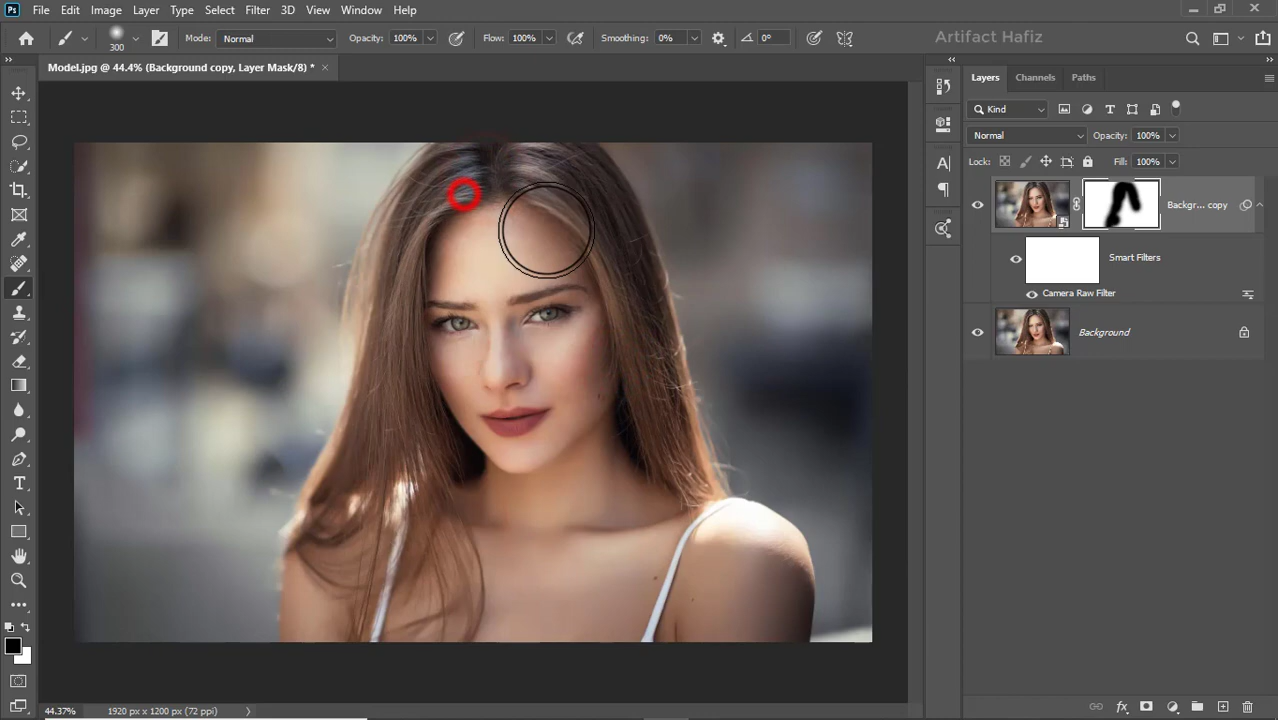 Ps File Edit Image Layer Type Select Filter 3D View Window Help
300 Mode: Normal Opacity: 100% Flow: 100% Smoothing: 0% 0° Artifact Hafiz
Model.jpg @ 44.4% (Background copy, Layer Mask/8) * ×
Layers Channels Paths
Kind
Normal Opacity: 100%
Lock: Fill: 100%
Backgr... copy
Smart Filters
Camera Raw Filter
Background
44.37% 1920 px x 1200 px (72 ppi)